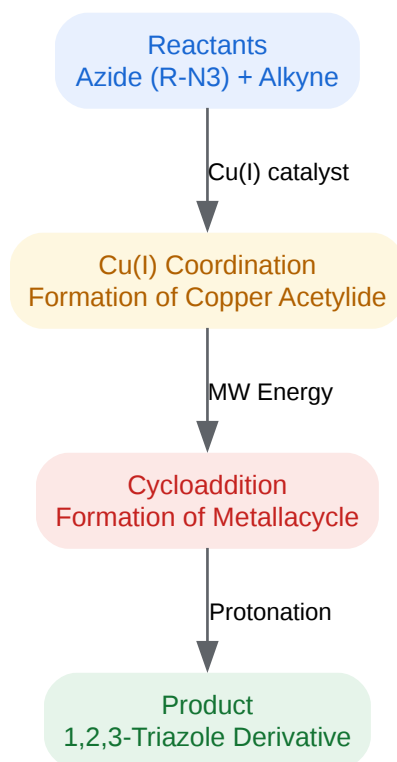 Reactants
Azide (R-N3) + Alkyne
Cu(I) catalyst
Cu(I) Coordination
Formation of Copper Acetylide
MW Energy
Cycloaddition
Formation of Metallacycle
Protonation
Product
1,2,3-Triazole Derivative